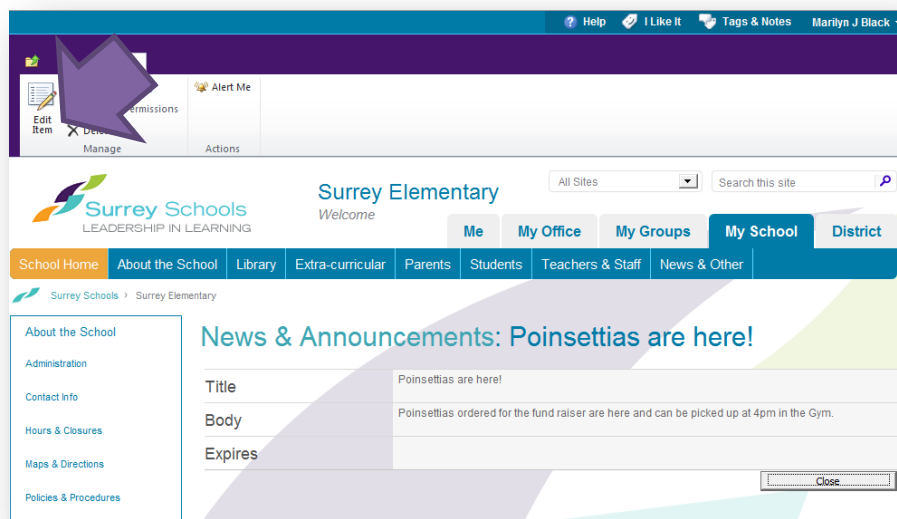 Help I Like It Tags & Notes Marilyn J Black
Alert Me
Edit
Item
Manage Actions
Surrey Schools
LEADERSHIP IN LEARNING
Surrey Elementary
Welcome
All Sites Search this site
Me My Office My Groups My School District
School Home About the School Library Extra-curricular Parents Students Teachers & Staff News & Other
Surrey Schools › Surrey Elementary
About the School
Administration
Contact Info
Hours & Closures
Maps & Directions
Policies & Procedures
News & Announcements: Poinsettias are here!
Title Poinsettias are here!
Body Poinsettias ordered for the fund raiser are here and can be picked up at 4pm in the Gym.
Expires
Close